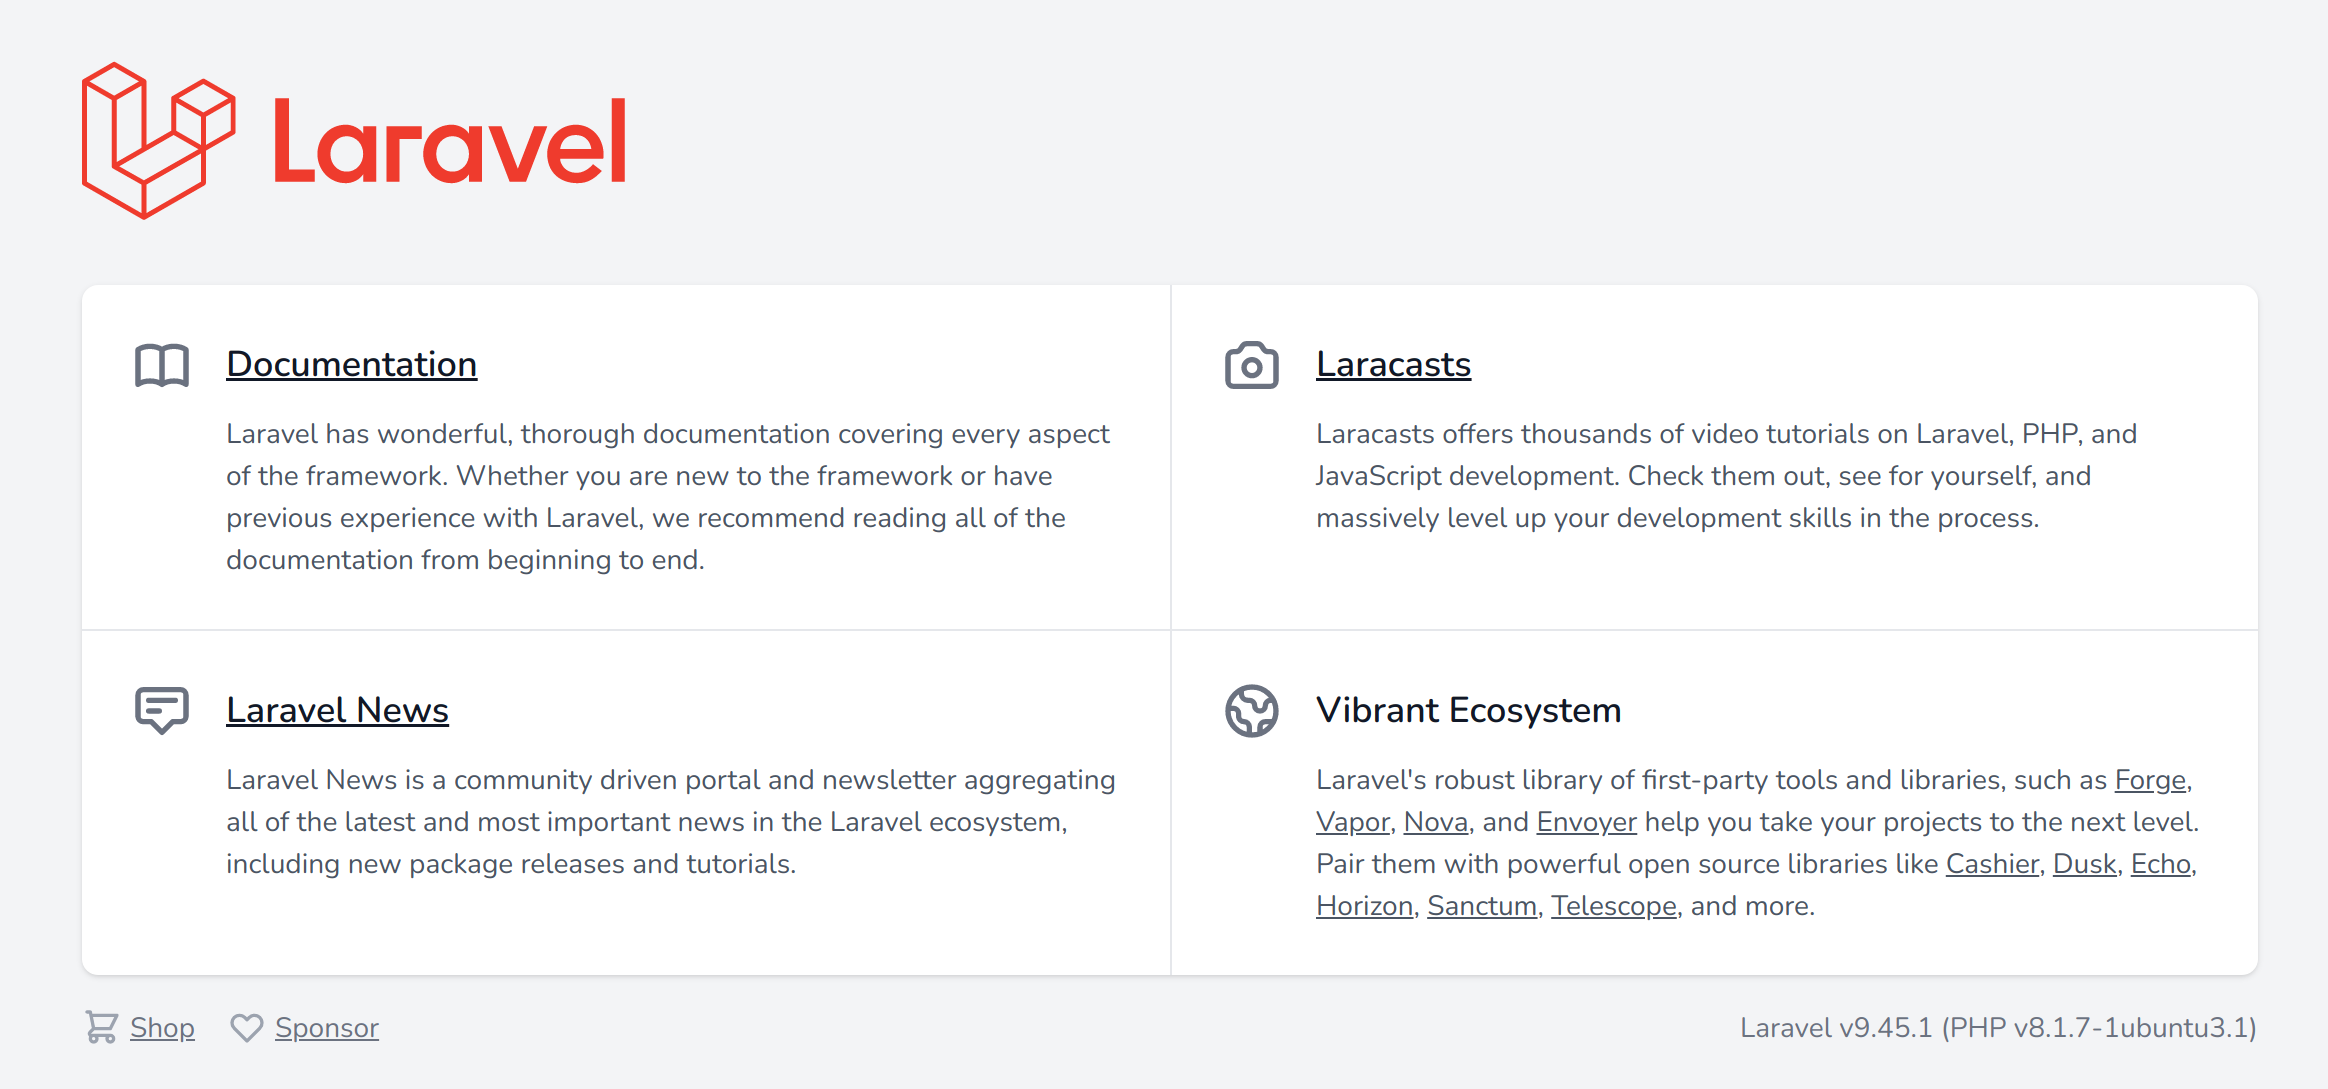 Laravel
Documentation
Laravel has wonderful, thorough documentation covering every aspect
of the framework. Whether you are new to the framework or have
previous experience with Laravel, we recommend reading all of the
documentation from beginning to end.
Laracasts
Laracasts offers thousands of video tutorials on Laravel, PHP, and
JavaScript development. Check them out, see for yourself, and
massively level up your development skills in the process.
Laravel News
Laravel News is a community driven portal and newsletter aggregating
all of the latest and most important news in the Laravel ecosystem,
including new package releases and tutorials.
Vibrant Ecosystem
Laravel's robust library of first-party tools and libraries, such as Forge,
Vapor, Nova, and Envoyer help you take your projects to the next level.
Pair them with powerful open source libraries like Cashier, Dusk, Echo,
Horizon, Sanctum, Telescope, and more.
Shop Sponsor
Laravel v9.45.1 (PHP v8.1.7-1ubuntu3.1)